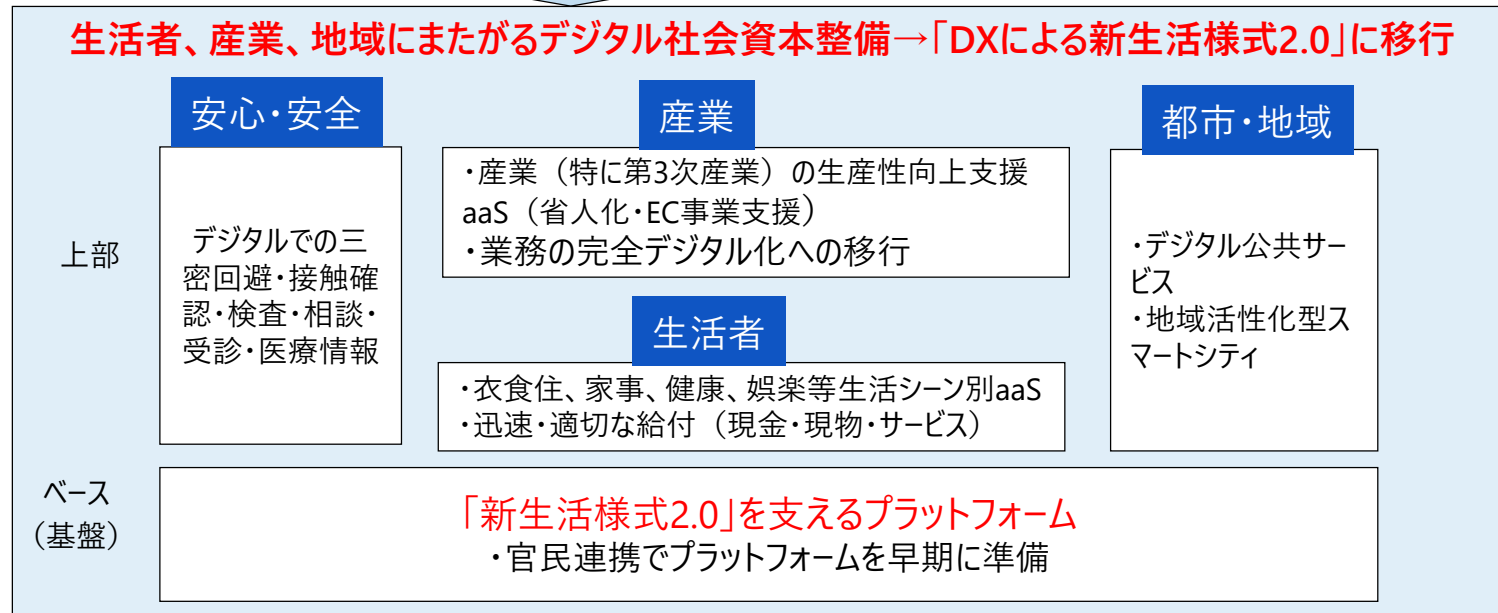 生活者、産業、地域にまたがるデジタル社会資本整備→「DXによる新生活様式2.0」に移行
安心・安全
産業
都市・地域
上部
デジタルでの三
密回避・接触確
認・検査・相談・
受診・医療情報
・産業（特に第3次産業）の生産性向上支援
aaS（省人化・EC事業支援）
・業務の完全デジタル化への移行
生活者
・衣食住、家事、健康、娯楽等生活シーン別aaS
・迅速・適切な給付（現金・現物・サービス）
・デジタル公共サー
ビス
・地域活性化型ス
マートシティ
ベース
（基盤）
「新生活様式2.0」を支えるプラットフォーム
・官民連携でプラットフォームを早期に準備